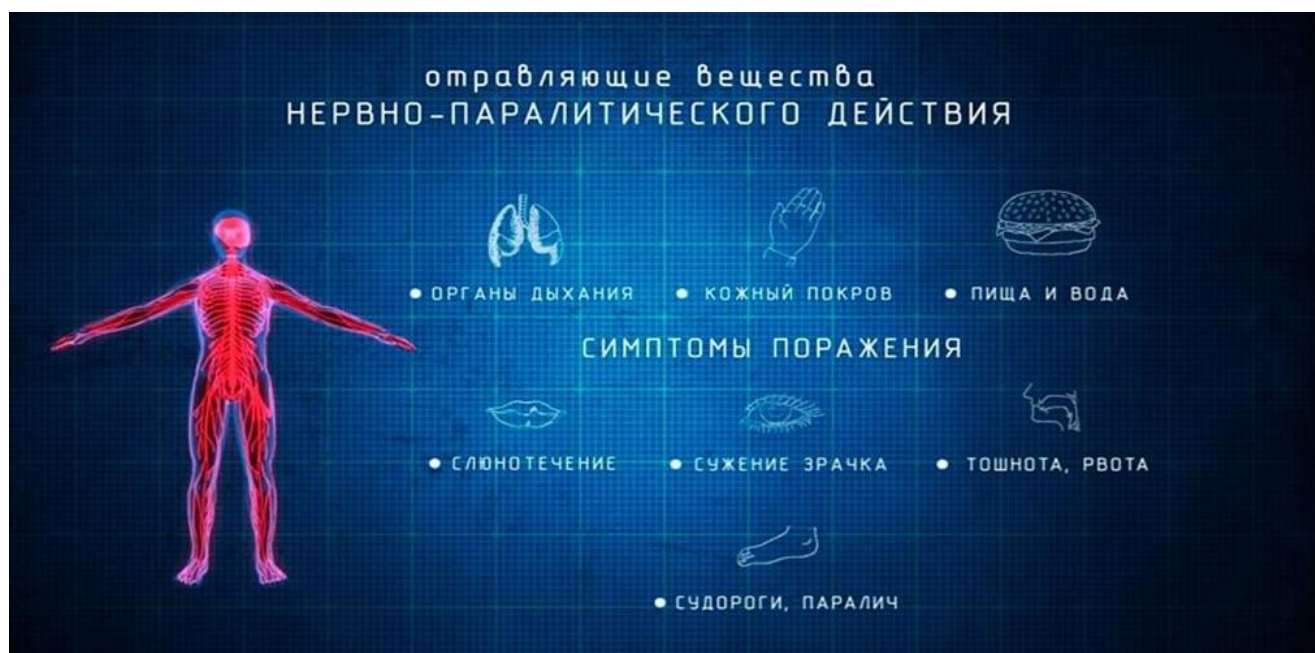 отравляющие вещества
НЕРВНО-ПАРАЛИТИЧЕСКОГО ДЕЙСТВИЯ
• ОРГАНЫ ДЫХАНИЯ • КОЖНЫЙ ПОКРОВ • ПИЩА И ВОДА
СИМПТОМЫ ПОРАЖЕНИЯ
• СЛЮНОТЕЧЕНИЕ • СУЖЕНИЕ ЗРАЧКА • ТОШНОТА, РВОТА
• СУДОРОГИ, ПАРАЛИЧ